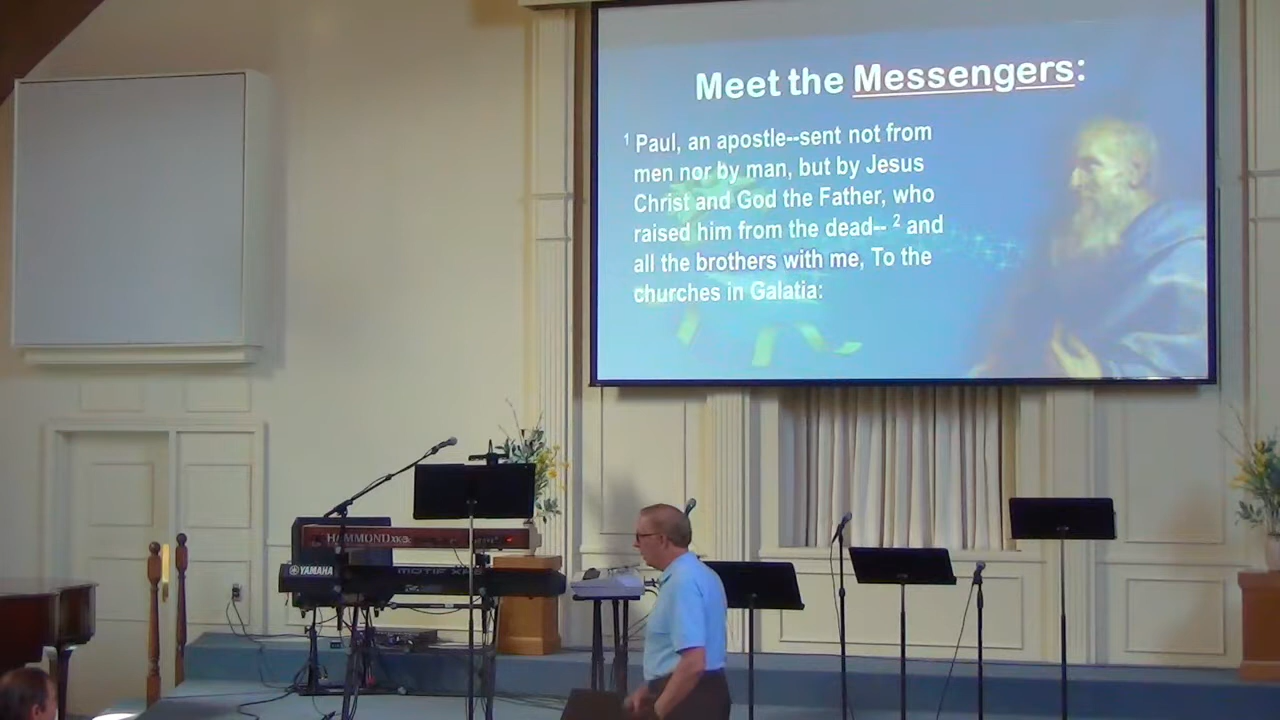 Meet the Messengers:
1 Paul, an apostle--sent not from
men nor by man, but by Jesus
Christ and God the Father, who
raised him from the dead-- 2 and
all the brothers with me, To the
churches in Galatia:
HAMMOND XK-3c
YAMAHA
MOTIF